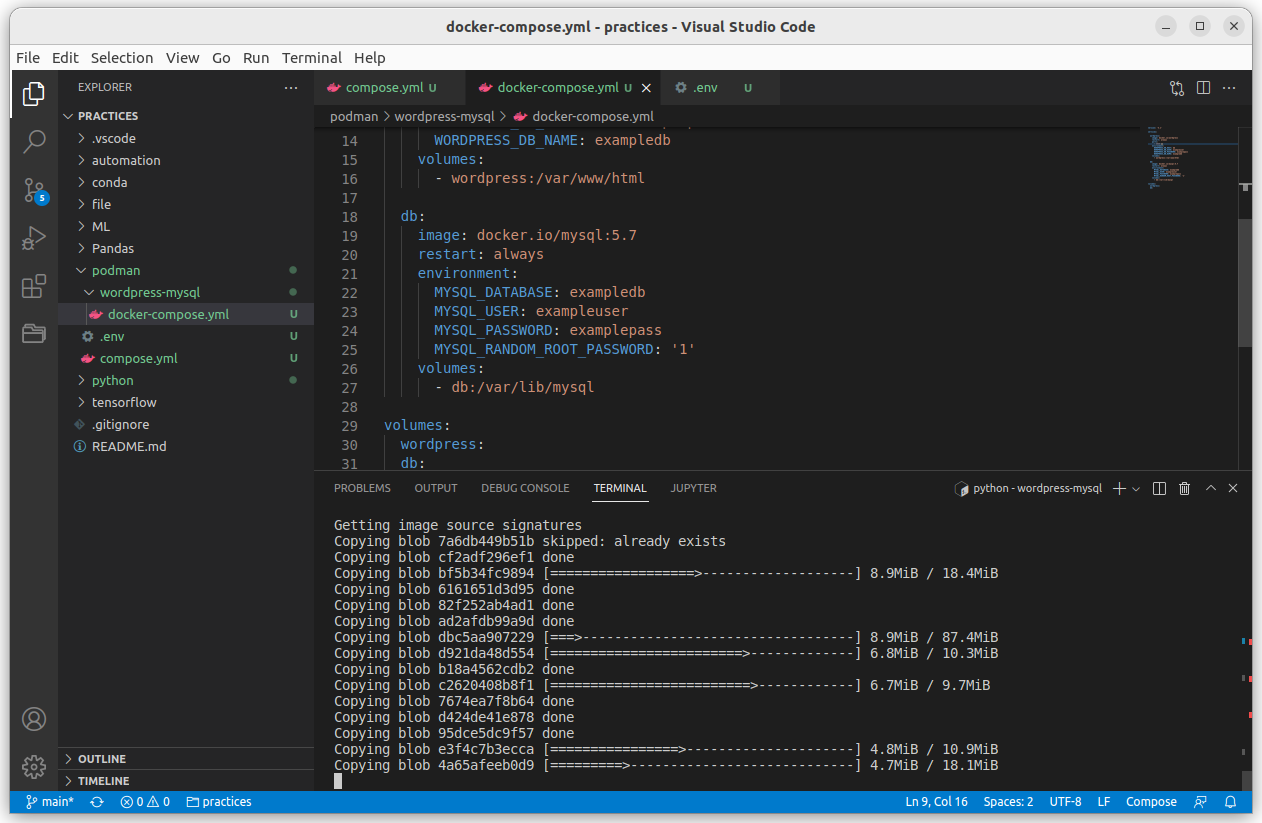 docker-compose.yml - practices - Visual Studio Code
File Edit Selection View Go Run Terminal Help
EXPLORER
PRACTICES
.vscode
automation
conda
file
ML
Pandas
podman
wordpress-mysql
docker-compose.yml U
.env U
compose.yml U
python
tensorflow
.gitignore
README.md
OUTLINE
TIMELINE
5
compose.yml U docker-compose.yml U .env U
podman > wordpress-mysql > docker-compose.yml
14 WORDPRESS_DB_NAME: exampledb
15 volumes:
16 - wordpress:/var/www/html
17
18 db:
19 image: docker.io/mysql:5.7
20 restart: always
21 environment:
22 MYSQL_DATABASE: exampledb
23 MYSQL_USER: exampleuser
24 MYSQL_PASSWORD: examplepass
25 MYSQL_RANDOM_ROOT_PASSWORD: '1'
26 volumes:
27 - db:/var/lib/mysql
28
29 volumes:
30 wordpress:
31 db:
PROBLEMS OUTPUT DEBUG CONSOLE TERMINAL JUPYTER python - wordpress-mysql
Getting image source signatures
Copying blob 7a6db449b51b skipped: already exists
Copying blob cf2adf296ef1 done
Copying blob bf5b34fc9894 [==================>-------------------] 8.9MiB / 18.4MiB
Copying blob 6161651d3d95 done
Copying blob 82f252ab4ad1 done
Copying blob ad2afdb99a9d done
Copying blob dbc5aa907229 [===>----------------------------------] 8.9MiB / 87.4MiB
Copying blob d921da48d554 [========================>-------------] 6.8MiB / 10.3MiB
Copying blob b18a4562cdb2 done
Copying blob c2620408b8f1 [=========================>------------] 6.7MiB / 9.7MiB
Copying blob 7674ea7f8b64 done
Copying blob d424de41e878 done
Copying blob 95dce5dc9f57 done
Copying blob e3f4c7b3ecca [================>---------------------] 4.8MiB / 10.9MiB
Copying blob 4a65afeeb0d9 [=========>----------------------------] 4.7MiB / 18.1MiB
main* 0 0 practices Ln 9, Col 16 Spaces: 2 UTF-8 LF Compose